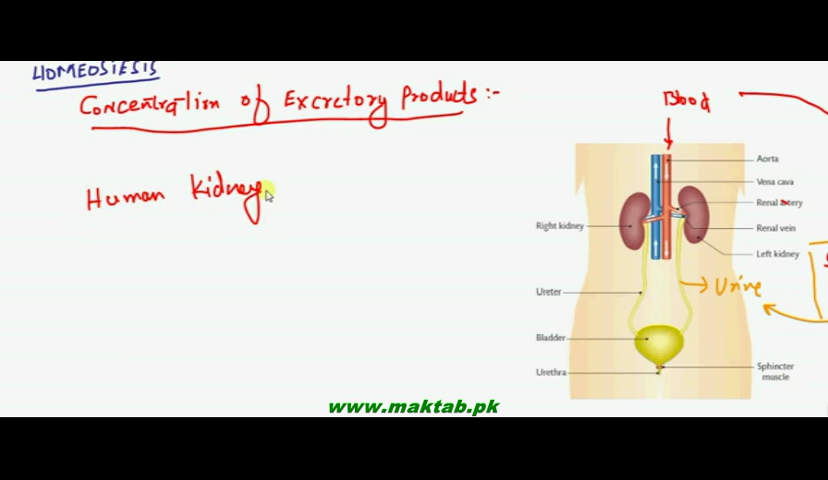 HOMEOSIESIS
Concentration of Excretory Products :-
Human Kidney
Blood
Aorta
Vena cava
Renal artery
Renal vein
Right kidney
Left kidney
Ureter
Urine
Bladder
Urethra
Sphincter
muscle
www.maktab.pk